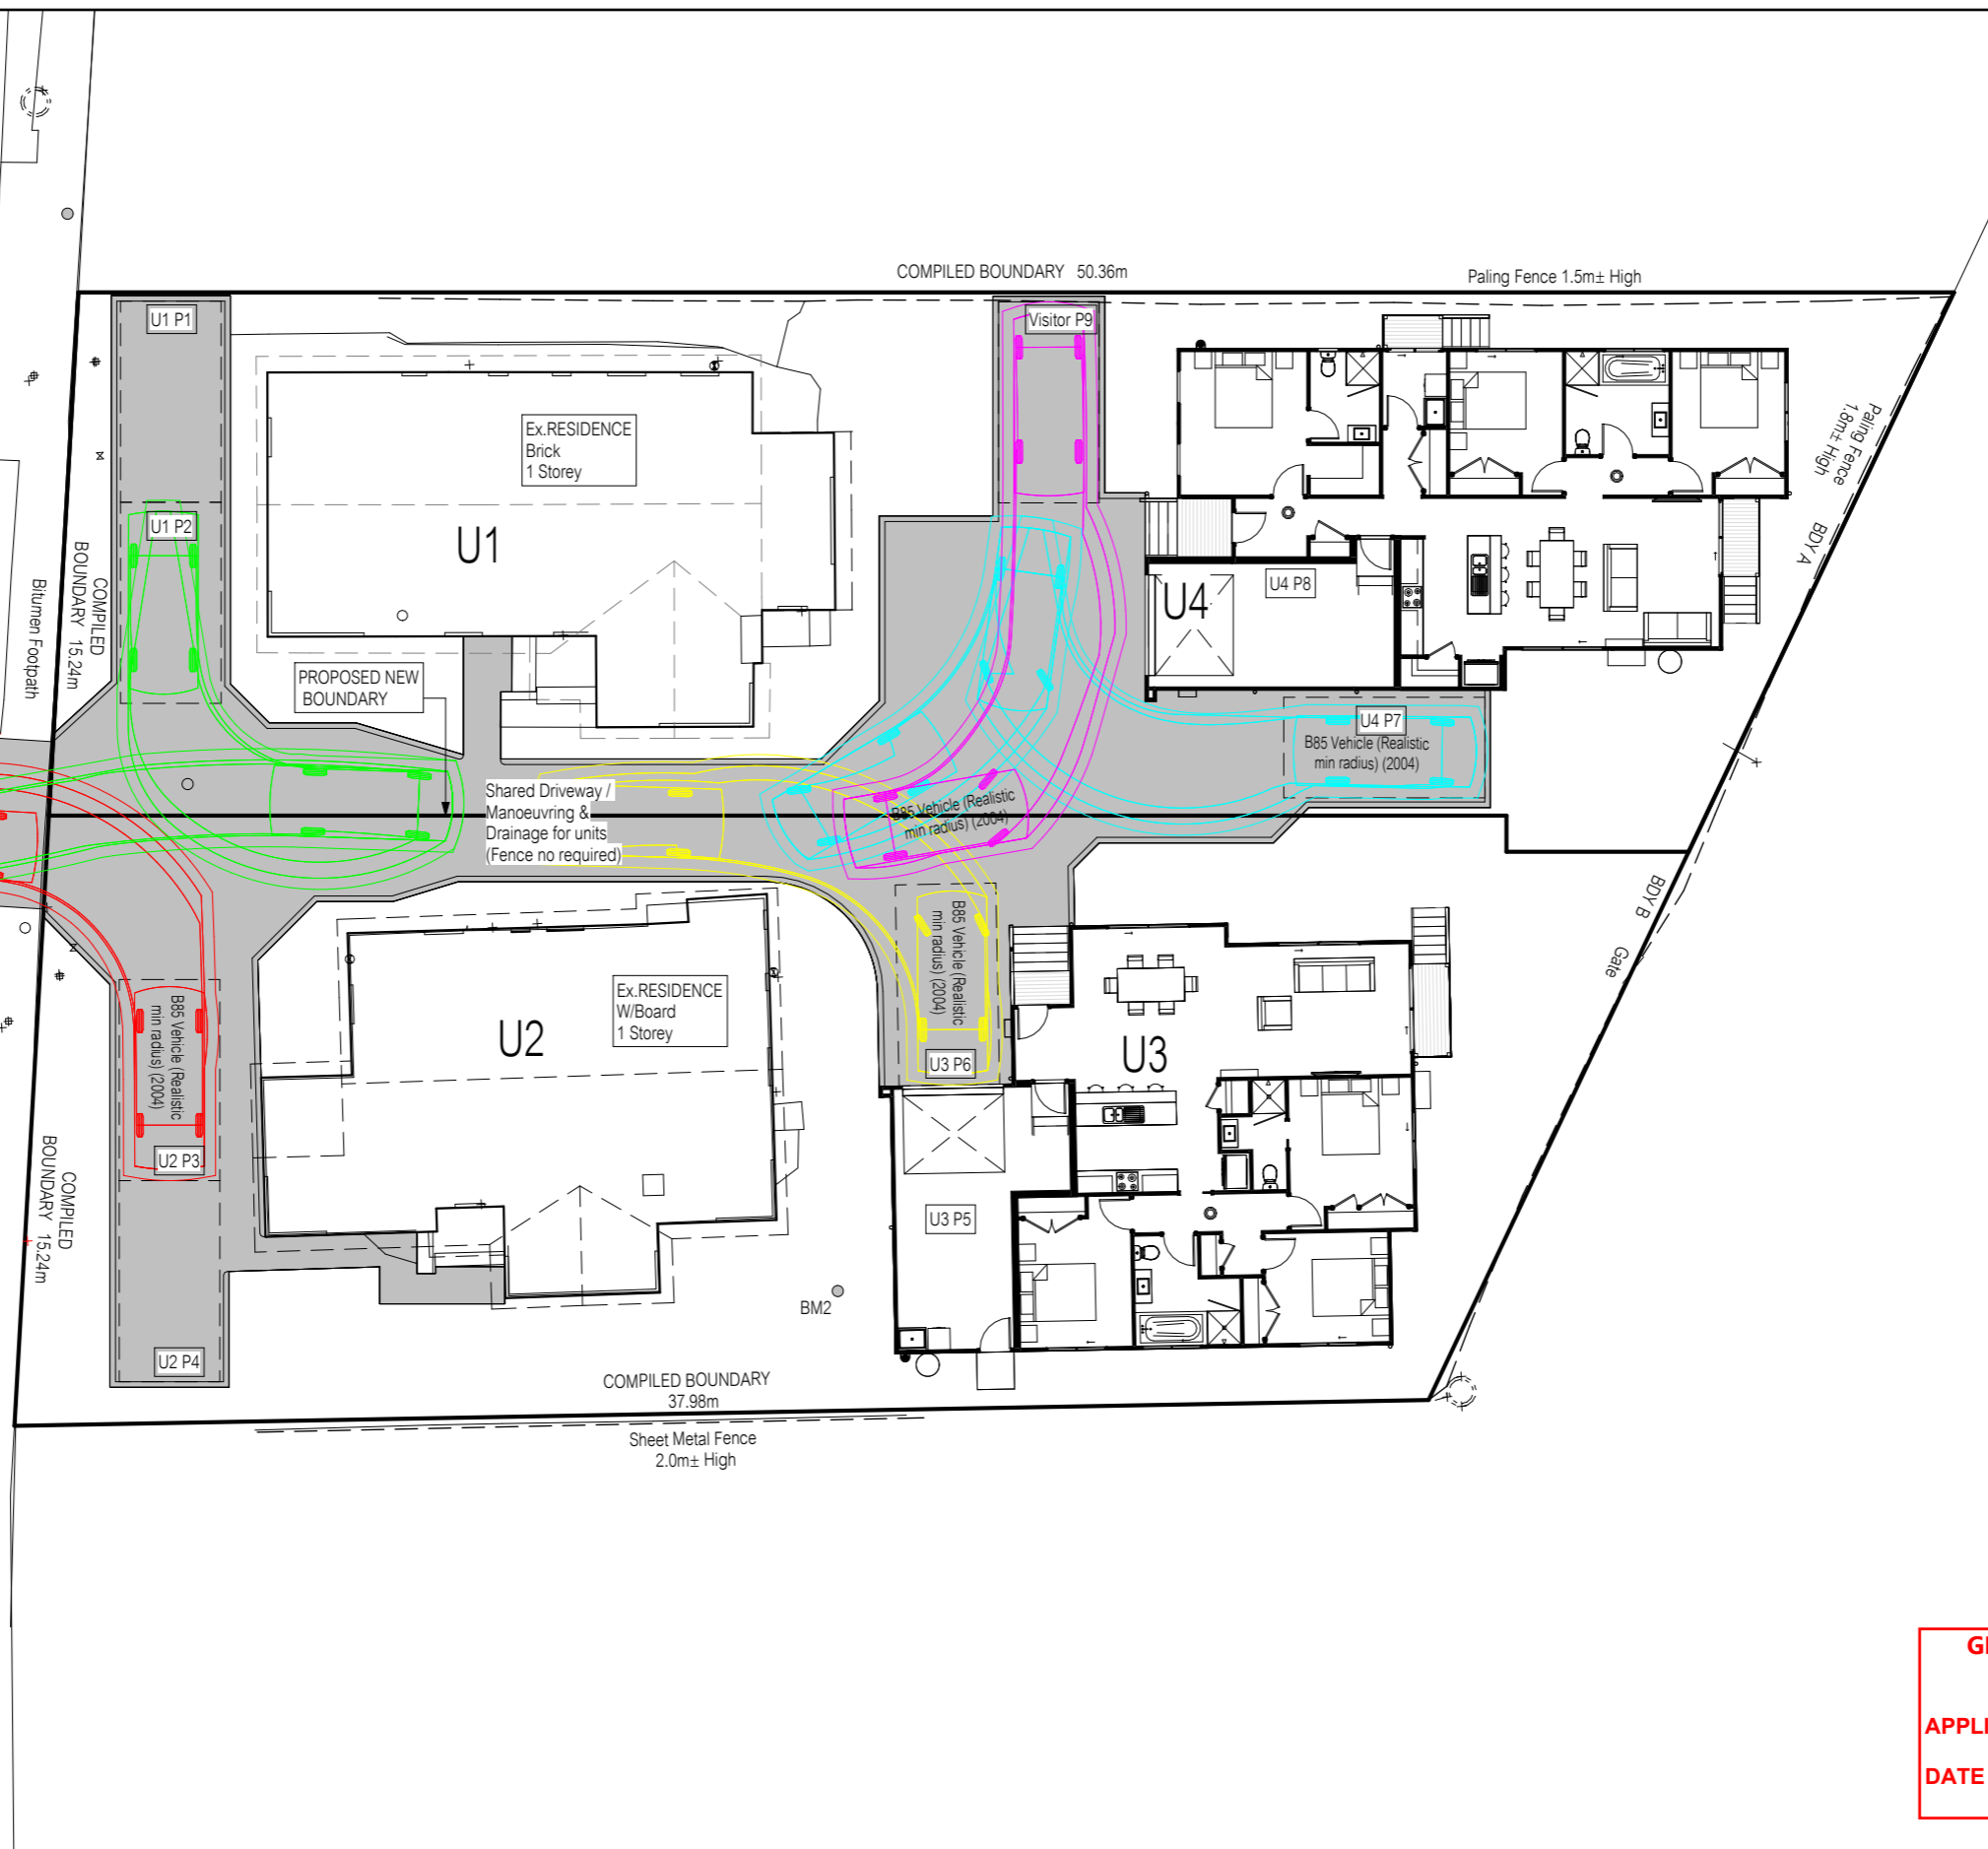 COMPILED BOUNDARY 50.36m
Paling Fence 1.5m± High
U1 P1
Visitor P9
Ex.RESIDENCE
Brick
1 Storey
Paling Fence
1.8m± High
U1 P2
U1
BDY A
COMPILED
BOUNDARY 15.24m
Bitumen Footpath
U4
U4 P8
PROPOSED NEW
BOUNDARY
U4 P7
B85 Vehicle (Realistic
min radius) (2004)
Shared Driveway /
Manoeuvring &
Drainage for units
(Fence no required)
B85 Vehicle (Realistic
min radius) (2004)
BDY B
Gate
B85 Vehicle (Realistic
min radius) (2004)
Ex.RESIDENCE
W/Board
1 Storey
U2
U3
U3 P6
B85 Vehicle (Realistic
min radius) (2004)
U2 P3
COMPILED
BOUNDARY 15.24m
U3 P5
BM2
U2 P4
COMPILED BOUNDARY
37.98m
Sheet Metal Fence
2.0m± High
APPLI
DATE